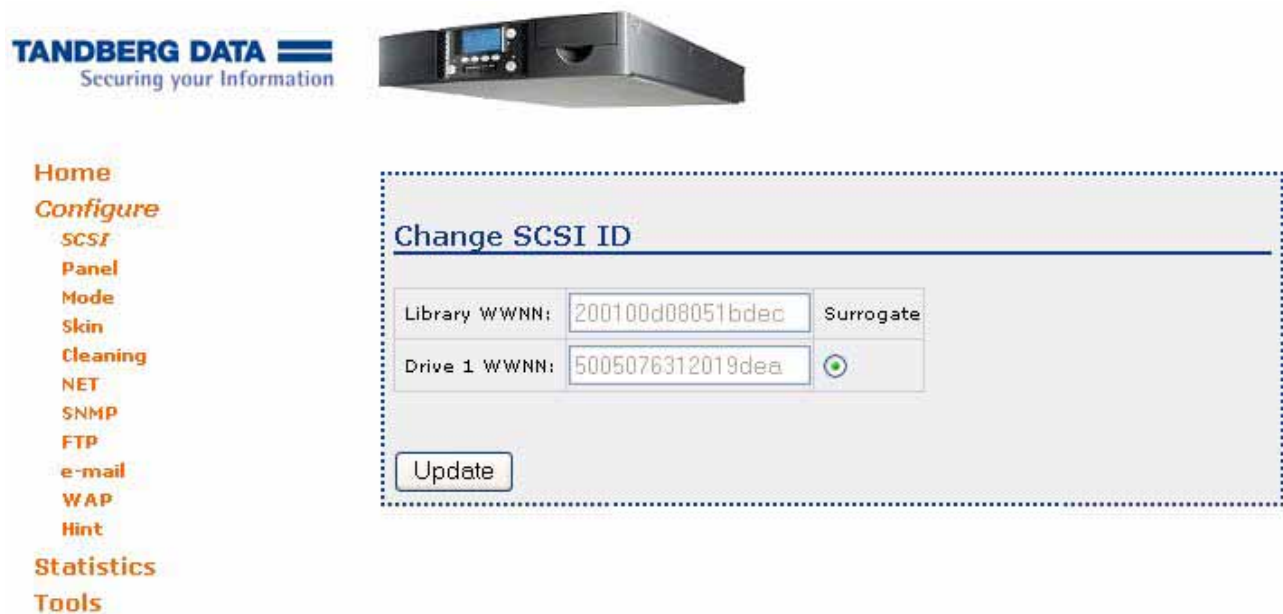 TANDBERG DATA
Securing your Information
Home
Configure
SCSI
Panel
Mode
Skin
Cleaning
NET
SNMP
FTP
e-mail
WAP
Hint
Statistics
Tools
Change SCSI ID
Library WWNN: 200100d08051bdec Surrogate
Drive 1 WWNN: 5005076312019dea
Update